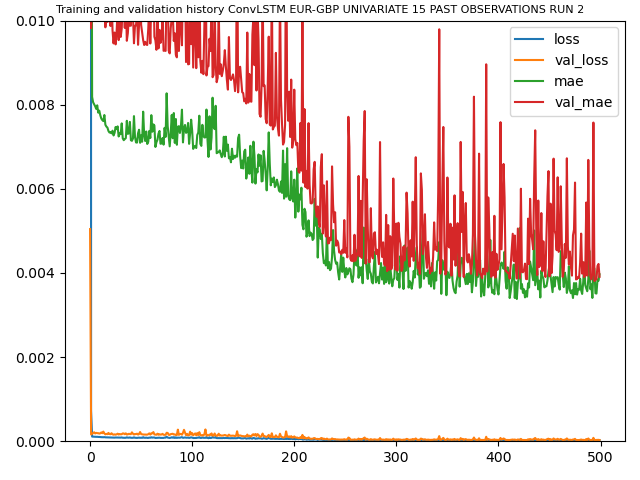 Training and validation history ConvLSTM EUR-GBP UNIVARIATE 15 PAST OBSERVATIONS RUN 2
0.010
0.008
0.006
0.004
0.002
0.000
0
100
200
300
400
500
loss
val_loss
mae
val_mae